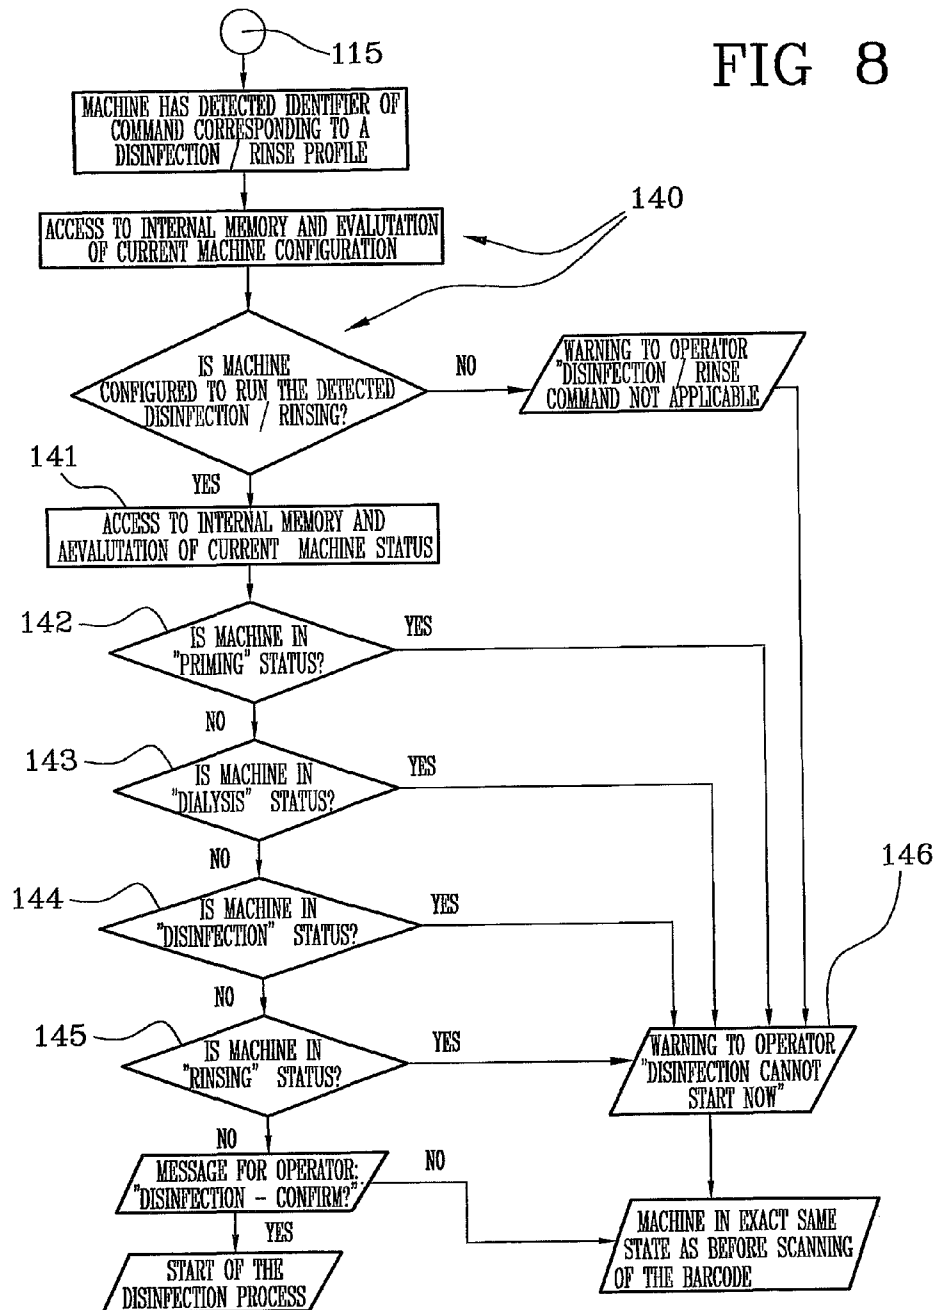 115
FIG 8
MACHINE HAS DETECTED IDENTIFIER OF
COMMAND CORRESPONDING TO A
DISINFECTION / RINSE PROFILE
140
ACCESS TO INTERNAL MEMORY AND EVALUTATION
OF CURRENT MACHINE CONFIGURATION
IS MACHINE
CONFIGURED TO RUN THE DETECTED
DISINFECTION / RINSING?
NO
WARNING TO OPERATOR
"DISINFECTION / RINSE
COMMAND NOT APPLICABLE
141
YES
ACCESS TO INTERNAL MEMORY AND
AEVALUTATION OF CURRENT MACHINE STATUS
142
IS MACHINE IN
"PRIMING" STATUS?
YES
NO
143
IS MACHINE IN
"DIALYSIS" STATUS?
YES
NO
144
IS MACHINE IN
"DISINFECTION" STATUS?
YES
146
NO
145
IS MACHINE IN
"RINSING" STATUS?
YES
WARNING TO OPERATOR
"DISINFECTION CANNOT
START NOW"
NO
MESSAGE FOR OPERATOR:
"DISINFECTION - CONFIRM?"
NO
YES
MACHINE IN EXACT SAME
STATE AS BEFORE SCANNING
OF THE BARCODE
START OF THE
DISINFECTION PROCESS